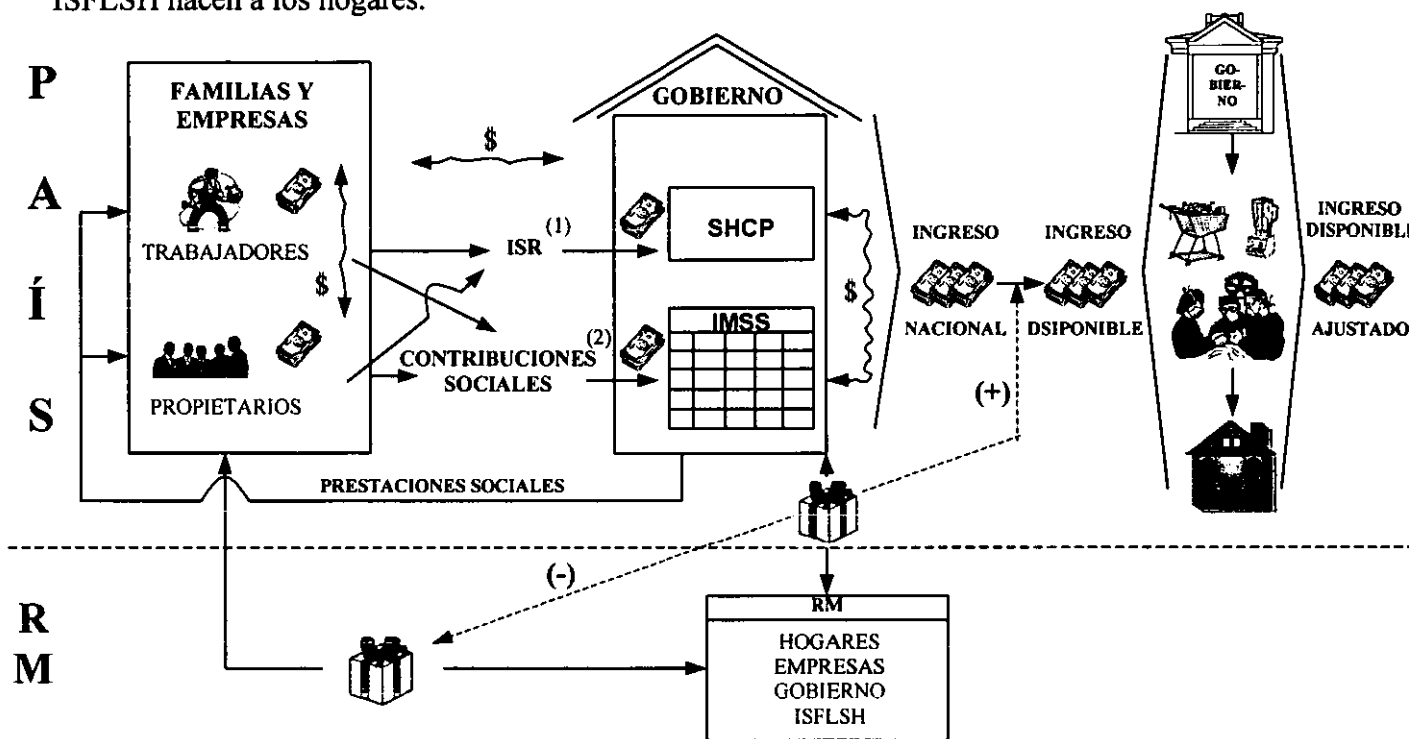 ISFLSH hacen a los hogares.
P
A
Í
S
FAMILIAS Y
EMPRESAS
TRABAJADORES
$
PROPIETARIOS
$
ISR (1)
CONTRIBUCIONES (2)
SOCIALES
PRESTACIONES SOCIALES
GOBIERNO
SHCP
IMSS
$
INGRESO
NACIONAL
INGRESO
DSIPONIBLE
(+)
GO-
BIER-
NO
INGRESO
DISPONIBLE
AJUSTADO
R
M
(-)
RM
HOGARES
EMPRESAS
GOBIERNO
ISFLSH